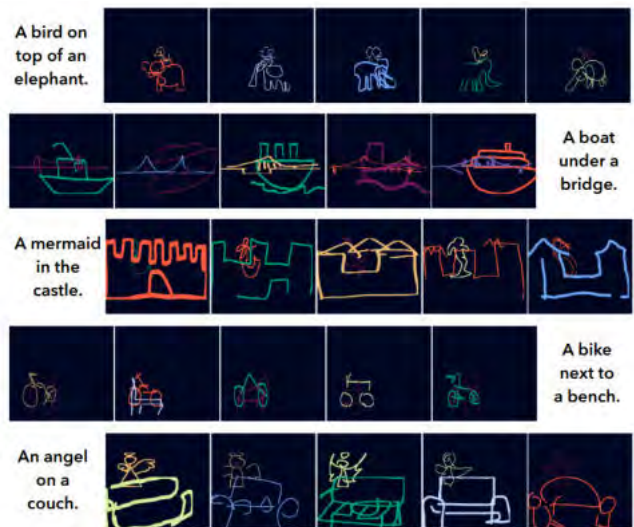 A bird on
top of an
elephant.
A boat
under a
bridge.
A mermaid
in the
castle.
A bike
next to
a bench.
An angel
on a
couch.